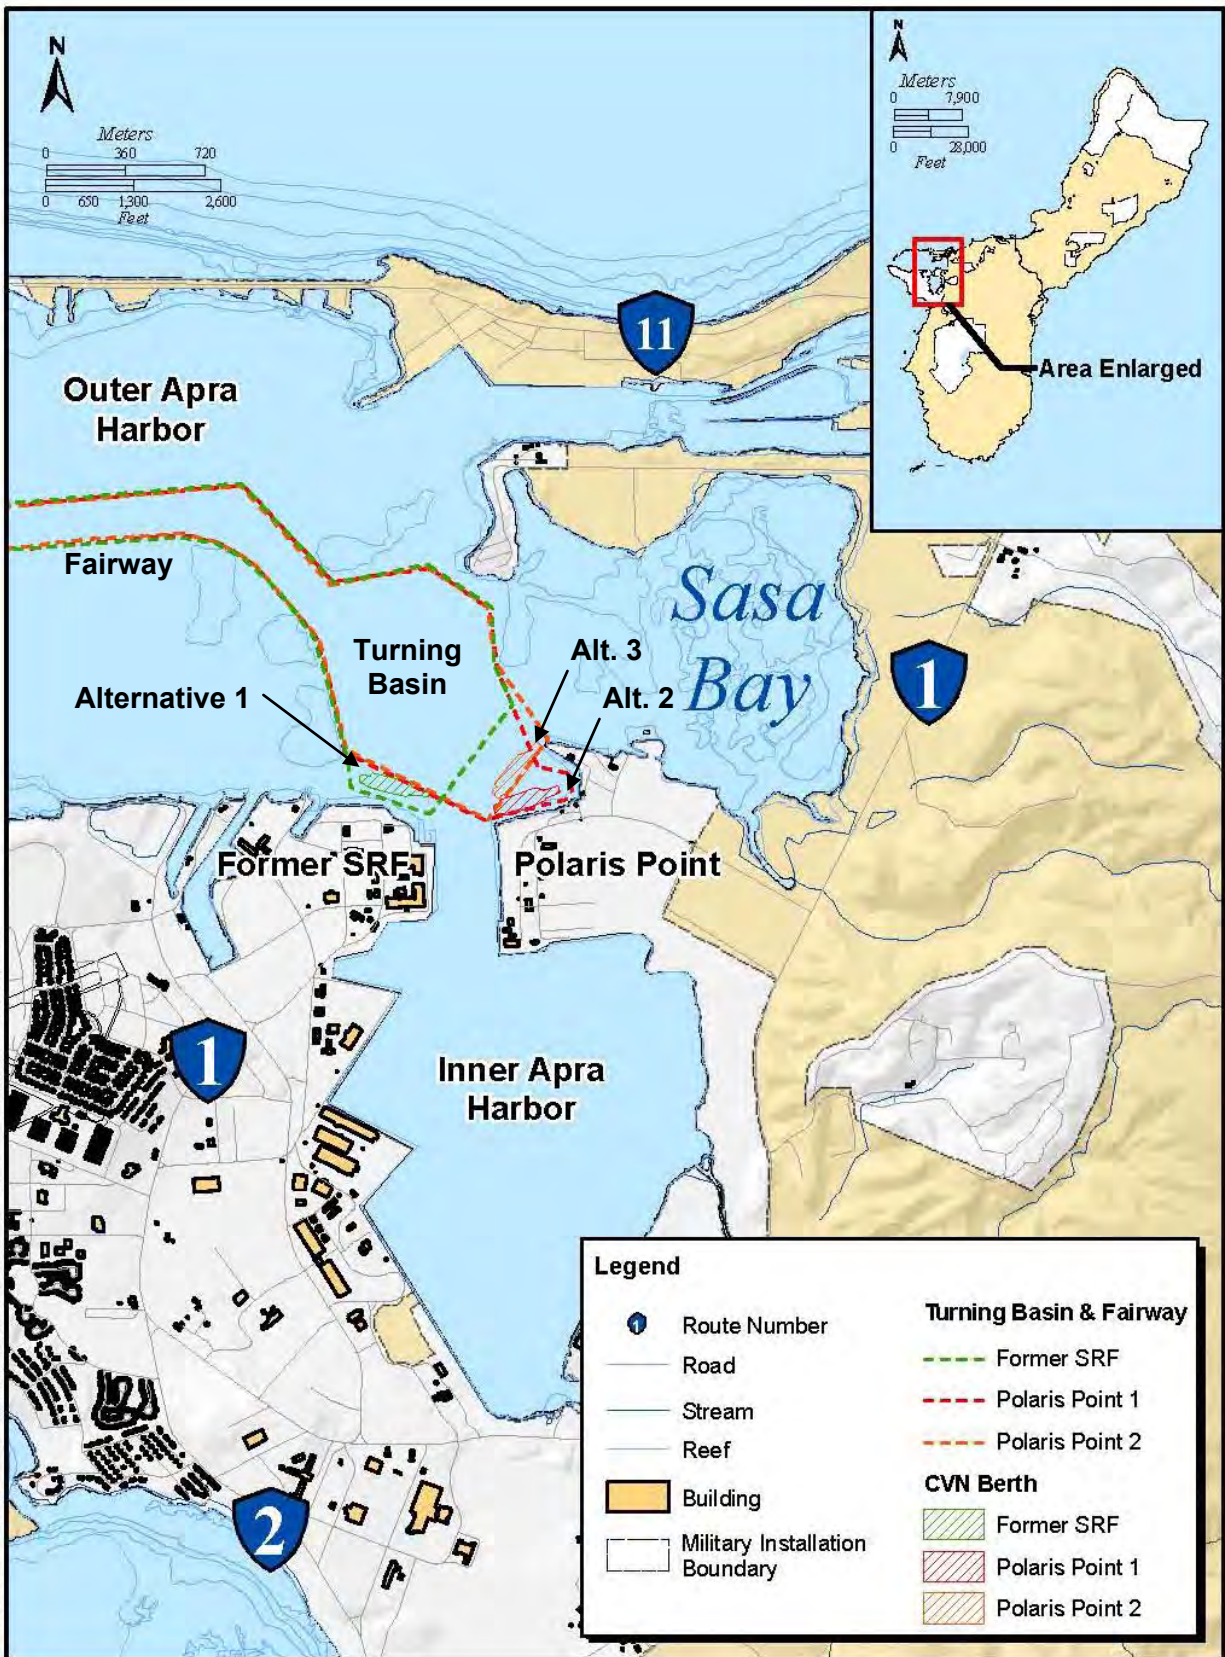 N
Meters
0 360 720
0 650 1,300 2,600
Feet
N
Meters
0 7,900
0 28,000
Feet
Area Enlarged
11
Outer Apra
Harbor
Fairway
Sasa
Bay
Turning
Basin
Alt. 3
Alternative 1
Alt. 2
1
Former SRF
Polaris Point
1
Inner Apra
Harbor
2
Legend
1
Route Number
Road
Stream
Reef
Building
Military Installation
Boundary
Turning Basin & Fairway
Former SRF
Polaris Point 1
Polaris Point 2
CVN Berth
Former SRF
Polaris Point 1
Polaris Point 2